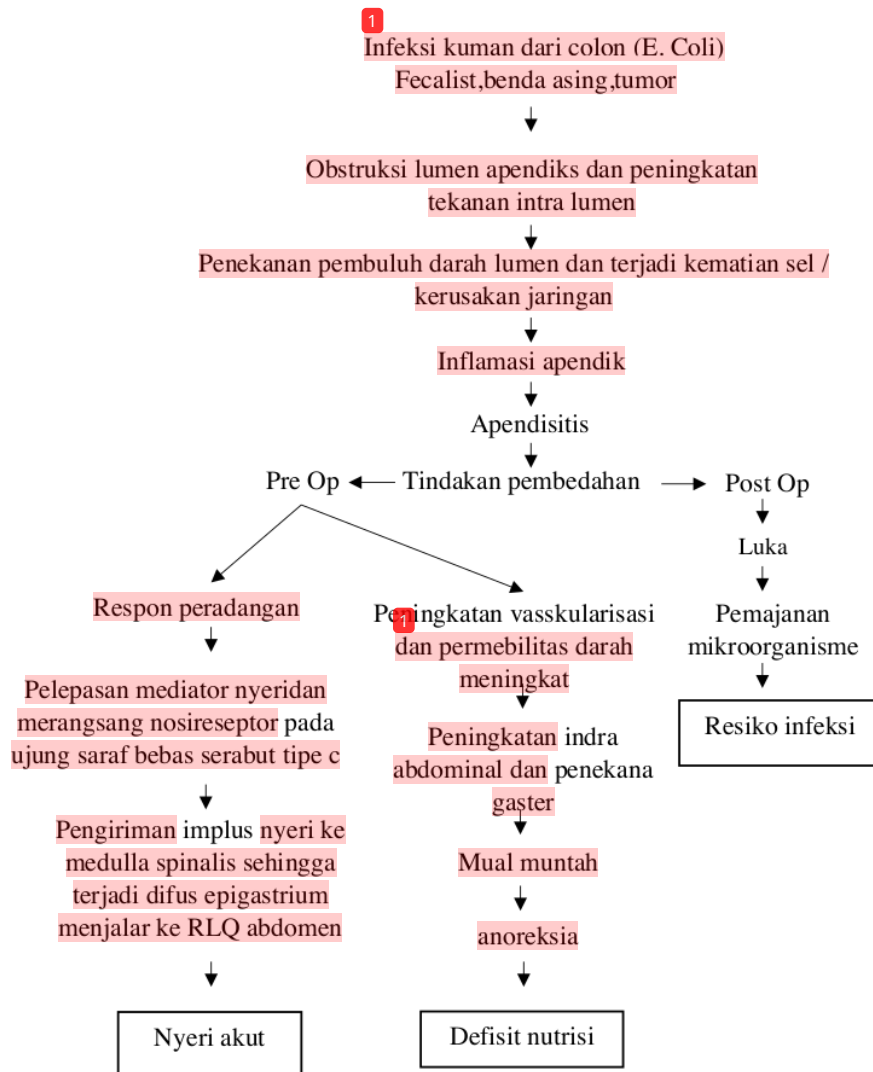 1
Infeksi kuman dari colon (E. Coli)
Fecalist,benda asing,tumor
Obstruksi lumen apendiks dan peningkatan
tekanan intra lumen
Penekanan pembuluh darah lumen dan terjadi kematian sel /
kerusakan jaringan
Inflamasi apendik
Apendisitis
Pre Op
Tindakan pembedahan
Post Op
Luka
Respon peradangan
Peningkatan vasskularisasi
1
dan permebilitas darah
meningkat
Pemajanan
mikroorganisme
Pelepasan mediator nyeridan
merangsang nosireseptor pada
ujung saraf bebas serabut tipe c
Peningkatan indra
abdominal dan penekana
gaster
Resiko infeksi
Pengiriman implus nyeri ke
medulla spinalis sehingga
terjadi difus epigastrium
menjalar ke RLQ abdomen
Mual muntah
anoreksia
Nyeri akut
Defisit nutrisi